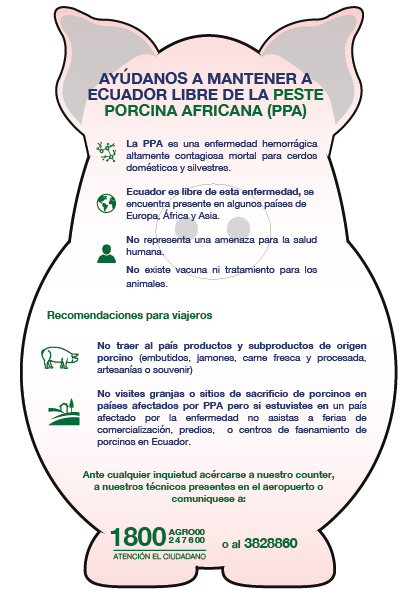 AYÚDANOS A MANTENER A
ECUADOR LIBRE DE LA PESTE
PORCINA AFRICANA (PPA)
La PPA es una enfermedad hemorrágica
altamente contagiosa mortal para cerdos
domésticos y silvestres.
Ecuador es libre de esta enfermedad, se
encuentra presente en algunos países de
Europa, África y Asia.
No representa una amenaza para la salud
humana.
No existe vacuna ni tratamiento para los
animales.
Recomendaciones para viajeros
No traer al país productos y subproductos de origen
porcino (embutidos, jamones, carne fresca y procesada,
artesanías o souvenir)
No visites granjas o sitios de sacrificio de porcinos en
países afectados por PPA pero si estuvistes en un país
afectado por la enfermedad no asistas a ferias de
comercialización, predios, o centros de faenamiento de
porcinos en Ecuador.
Ante cualquier inquietud acércarse a nuestro counter,
a nuestros técnicos presentes en el aeropuerto o
comuniquese a:
1800 AGRO00
247600
ATENCIÓN EL CIUDADANO
o al 3828860